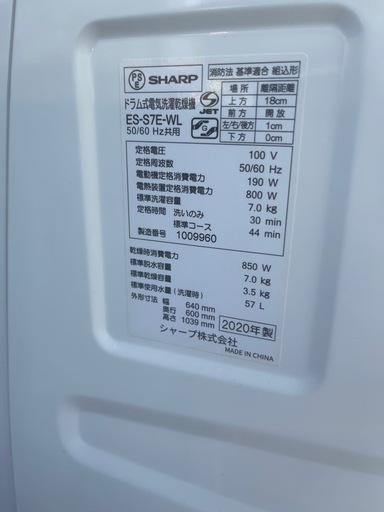 PS E
SHARP
ドラム式電気洗濯乾燥機
ES-S7E-WL
50/60 Hz共用
JET
消防法 基準適合 組込形
場所 離隔距離
上方 18cm
前方 開放
左/右/後方 1cm
下方 0cm
定格電圧 100 V
定格周波数 50/60 Hz
電動機定格消費電力 190 W
電熱装置定格消費電力 800 W
標準洗濯容量 7.0 kg
定格時間 洗いのみ 30 min
標準コース 44 min
製造番号 1009960
乾燥時消費電力 850 W
標準脱水容量 7.0 kg
標準乾燥容量 3.5 kg
標準使用水量(洗濯時) 57 L
外形寸法 幅 640 mm
奥行 600 mm
高さ 1039 mm
2020年製
シャープ株式会社
MADE IN CHINA